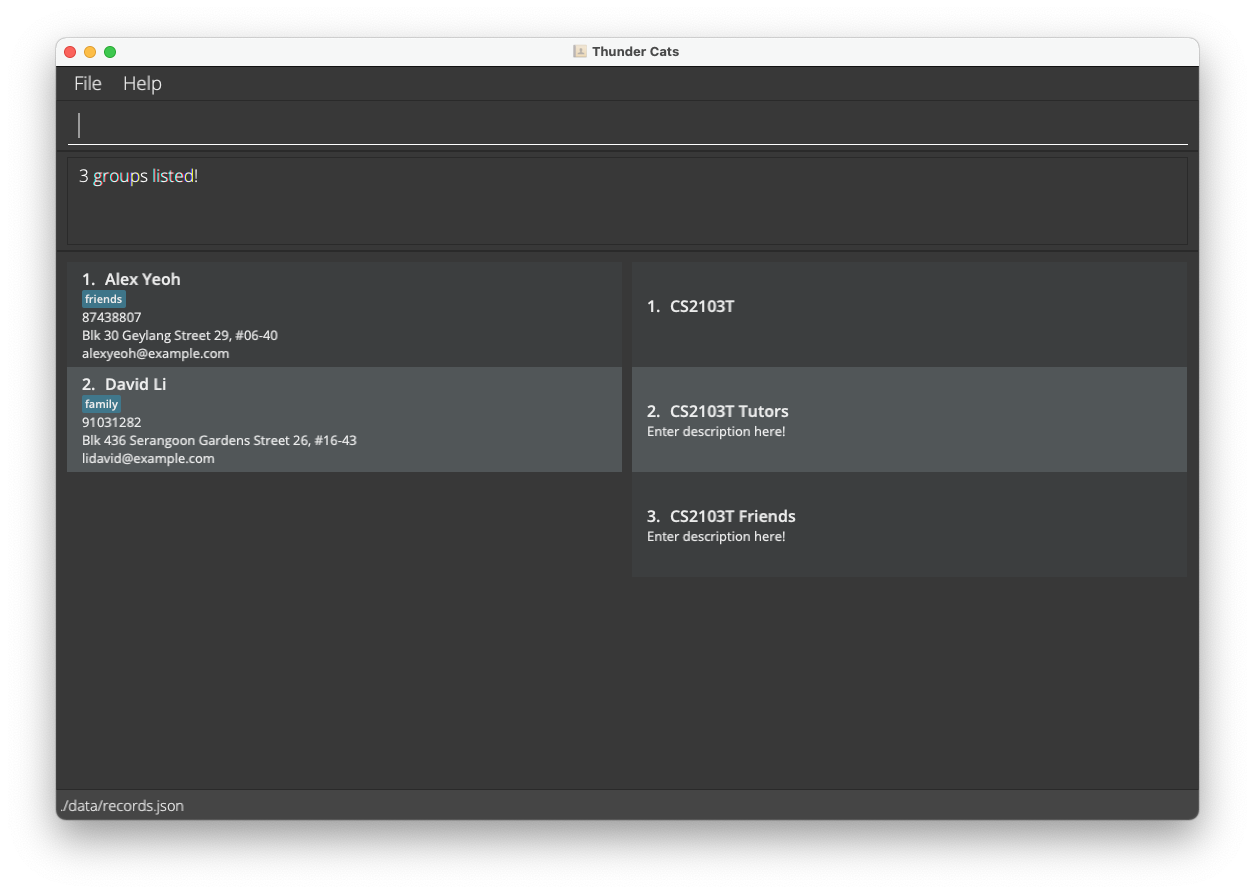 Thunder Cats
File Help
3 groups listed!
1. Alex Yeoh
friends
87438807
Blk 30 Geylang Street 29, #06-40
alexyeoh@example.com
2. David Li
family
91031282
Blk 436 Serangoon Gardens Street 26, #16-43
lidavid@example.com
1. CS2103T
2. CS2103T Tutors
Enter description here!
3. CS2103T Friends
Enter description here!
./data/records.json